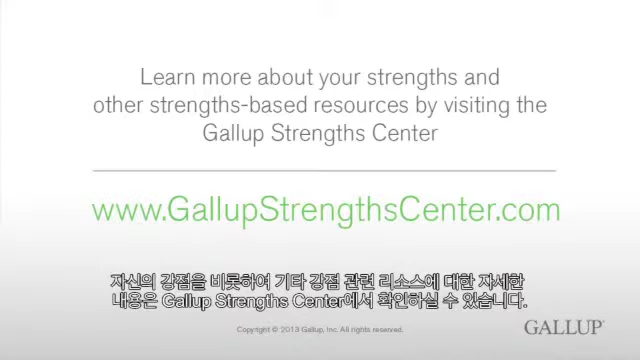 Learn more about your strengths and
other strengths-based resources by visiting the
Gallup Strengths Center
www.GallupStrengthsCenter.com
자신의 강점을 비롯하여 기타 강점 관련 리소스에 대한 자세한
내용은 Gallup Strengths Center에서 확인하실 수 있습니다.
Copyright © 2013 Gallup, Inc. All rights reserved.
GALLUP